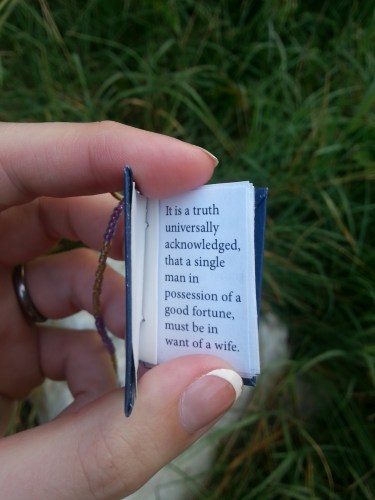 It is a truth
universally
acknowledged,
that a single
man in
possession of a
good fortune,
must be in
want of a wife.